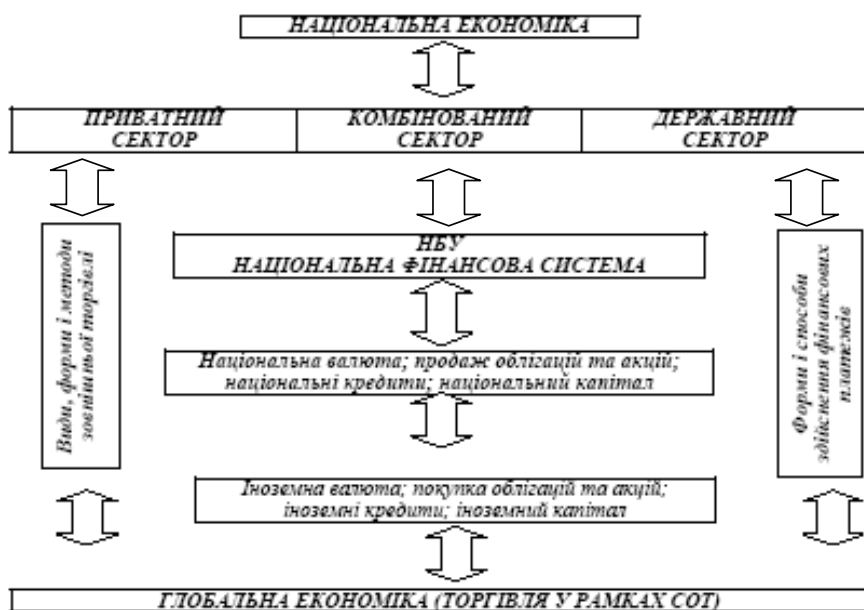 НАЦІОНАЛЬНА ЕКОНОМІКА
ПРИВАТНИЙ
СЕКТОР
КОМБІНОВАНИЙ
СЕКТОР
ДЕРЖАВНИЙ
СЕКТОР
Види, форми і методи
зовнішньої торгівлі
НБУ
НАЦІОНАЛЬНА ФІНАНСОВА СИСТЕМА
Національна валюта; продаж облігацій та акцій;
національні кредити; національний капітал
Іноземна валюта; покупка облігацій та акцій;
іноземні кредити; іноземний капітал
Форми і способи
здійснення фінансових
платежів
ГЛОБАЛЬНА ЕКОНОМІКА (ТОРГІВЛЯ У РАМКАХ СОТ)